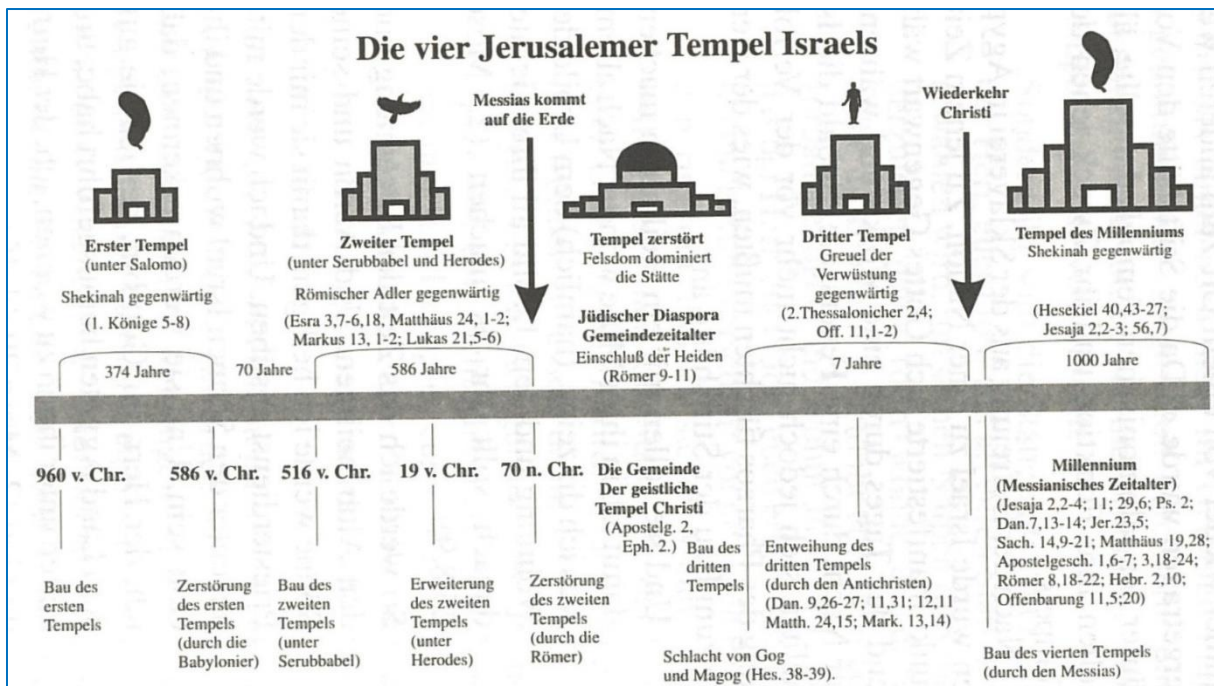 Die vier Jerusalemer Tempel Israels
Messias kommt
auf die Erde
Wiederkehr
Christi
Erster Tempel
(unter Salomo)
Shekinah gegenwärtig
(1. Könige 5-8)
Zweiter Tempel
(unter Serubbabel und Herodes)
Römischer Adler gegenwärtig
(Esra 3,7-6,18, Matthäus 24, 1-2;
Markus 13, 1-2; Lukas 21,5-6)
Tempel zerstört
Felsdom dominiert
die Stätte
Jüdischer Diaspora
Gemeindezeitalter
Einschluß der Heiden
(Römer 9-11)
Dritter Tempel
Greuel der
Verwüstung
gegenwärtig
(2.Thessalonicher 2,4;
Off. 11,1-2)
Tempel des Millenniums
Shekinah gegenwärtig
(Hesekiel 40,43-27;
Jesaja 2,2-3; 56,7)
374 Jahre
70 Jahre
586 Jahre
7 Jahre
1000 Jahre
960 v. Chr.
586 v. Chr.
516 v. Chr.
19 v. Chr.
70 n. Chr.
Bau des
ersten
Tempels
Zerstörung
des ersten
Tempels
(durch die
Babylonier)
Bau des
zweiten
Tempels
(unter
Serubbabel)
Erweiterung
des zweiten
Tempels
(unter
Herodes)
Zerstörung
des zweiten
Tempels
(durch die
Römer)
Die Gemeinde
Der geistliche
Tempel Christi
(Apostelg. 2,
Eph. 2.)
Bau des
dritten
Tempels
Schlacht von Gog
und Magog (Hes. 38-39).
Entweihung des
dritten Tempels
(durch den Antichristen)
(Dan. 9,26-27; 11,31; 12,11
Matth. 24,15; Mark. 13,14)
Millennium
(Messianisches Zeitalter)
(Jesaja 2,2-4; 11; 29,6; Ps. 2;
Dan.7,13-14; Jer.23,5;
Sach. 14,9-21; Matthäus 19,28;
Apostelgesch. 1,6-7; 3,18-24;
Römer 8,18-22; Hebr. 2,10;
Offenbarung 11,5;20)
Bau des vierten Tempels
(durch den Messias)